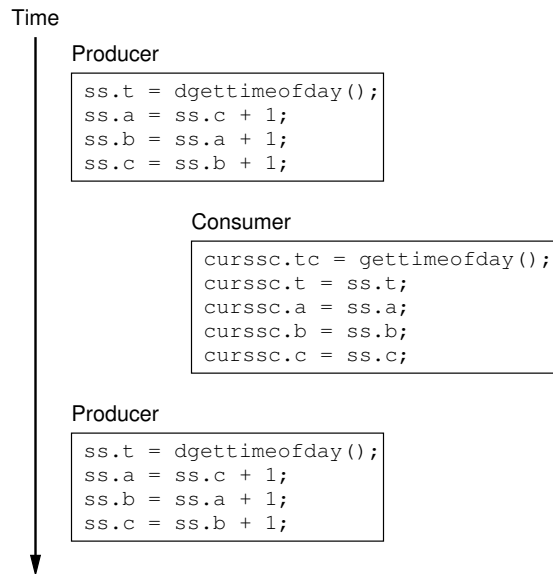 Time
Producer
ss.t = dgettimeofday();
ss.a = ss.c + 1;
ss.b = ss.a + 1;
ss.c = ss.b + 1;
Consumer
curssc.tc = gettimeofday();
curssc.t = ss.t;
curssc.a = ss.a;
curssc.b = ss.b;
curssc.c = ss.c;
Producer
ss.t = dgettimeofday();
ss.a = ss.c + 1;
ss.b = ss.a + 1;
ss.c = ss.b + 1;